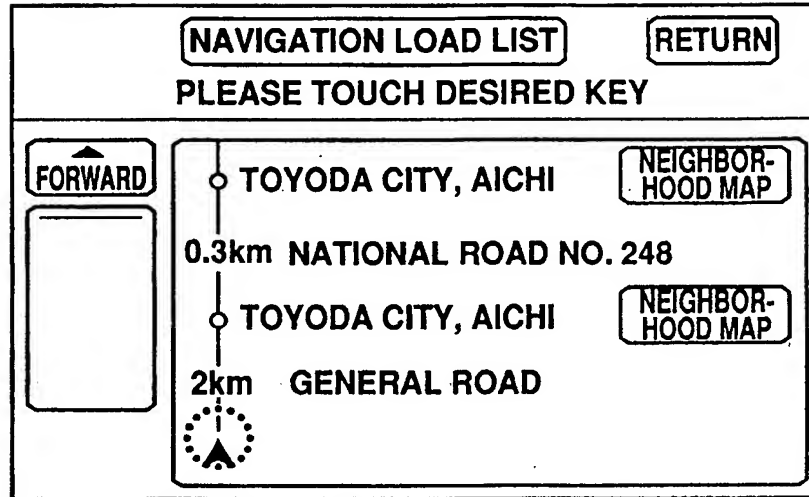 NAVIGATION LOAD LIST RETURN
PLEASE TOUCH DESIRED KEY
FORWARD
TOYODA CITY, AICHI NEIGHBOR-
HOOD MAP
0.3km NATIONAL ROAD NO. 248
TOYODA CITY, AICHI NEIGHBOR-
HOOD MAP
2km GENERAL ROAD